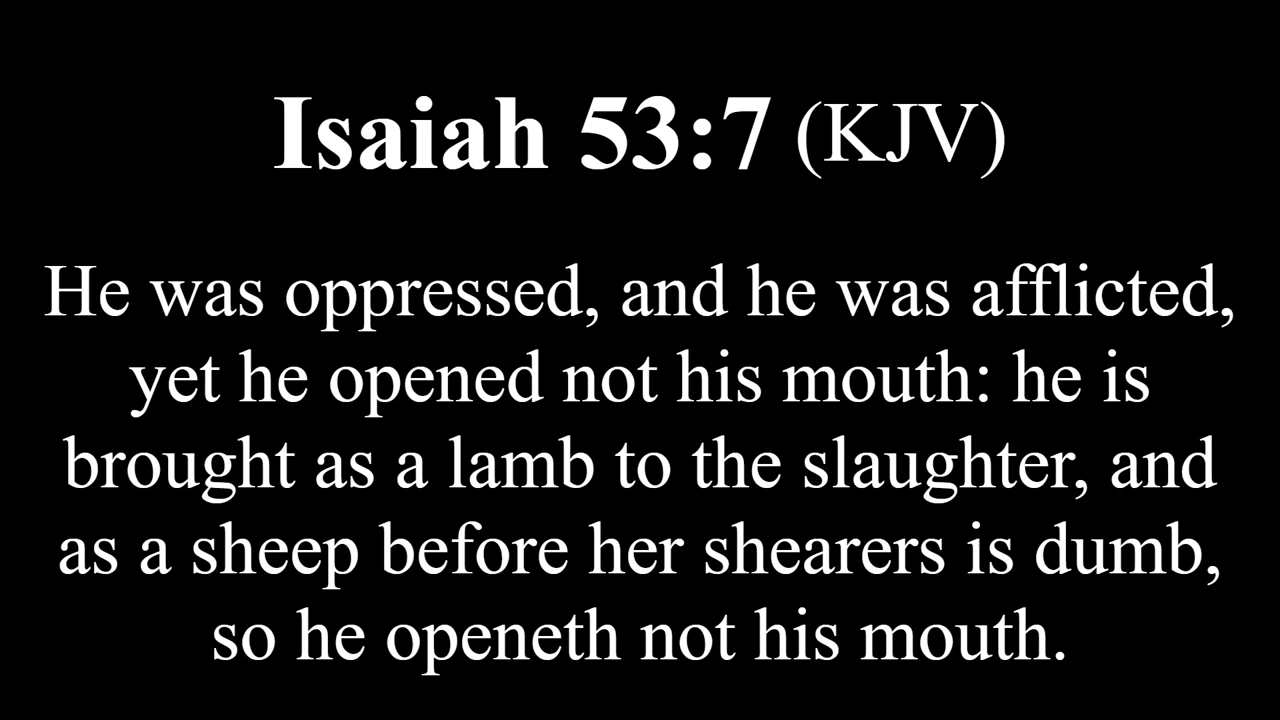 Isaiah 53:7 (KJV)
He was oppressed, and he was afflicted,
yet he opened not his mouth: he is
brought as a lamb to the slaughter, and
as a sheep before her shearers is dumb,
so he openeth not his mouth.